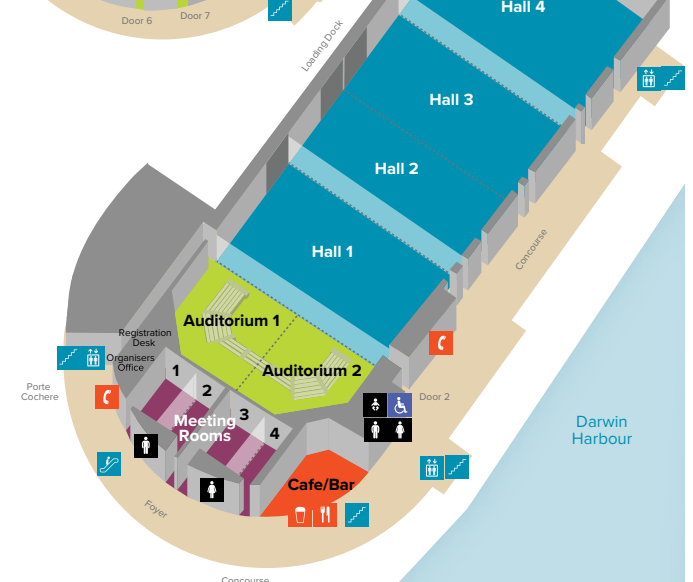 Hall 4
Door 6
Door 7
Loading Dock
Hall 3
Hall 2
Hall 1
Concourse
Auditorium 1
Registration
Desk
Organisers
Office
Auditorium 2
1
2
3
4
Meeting
Rooms
Porte
Cochere
Door 2
Darwin
Harbour
Cafe/Bar
Foyer
Concourse